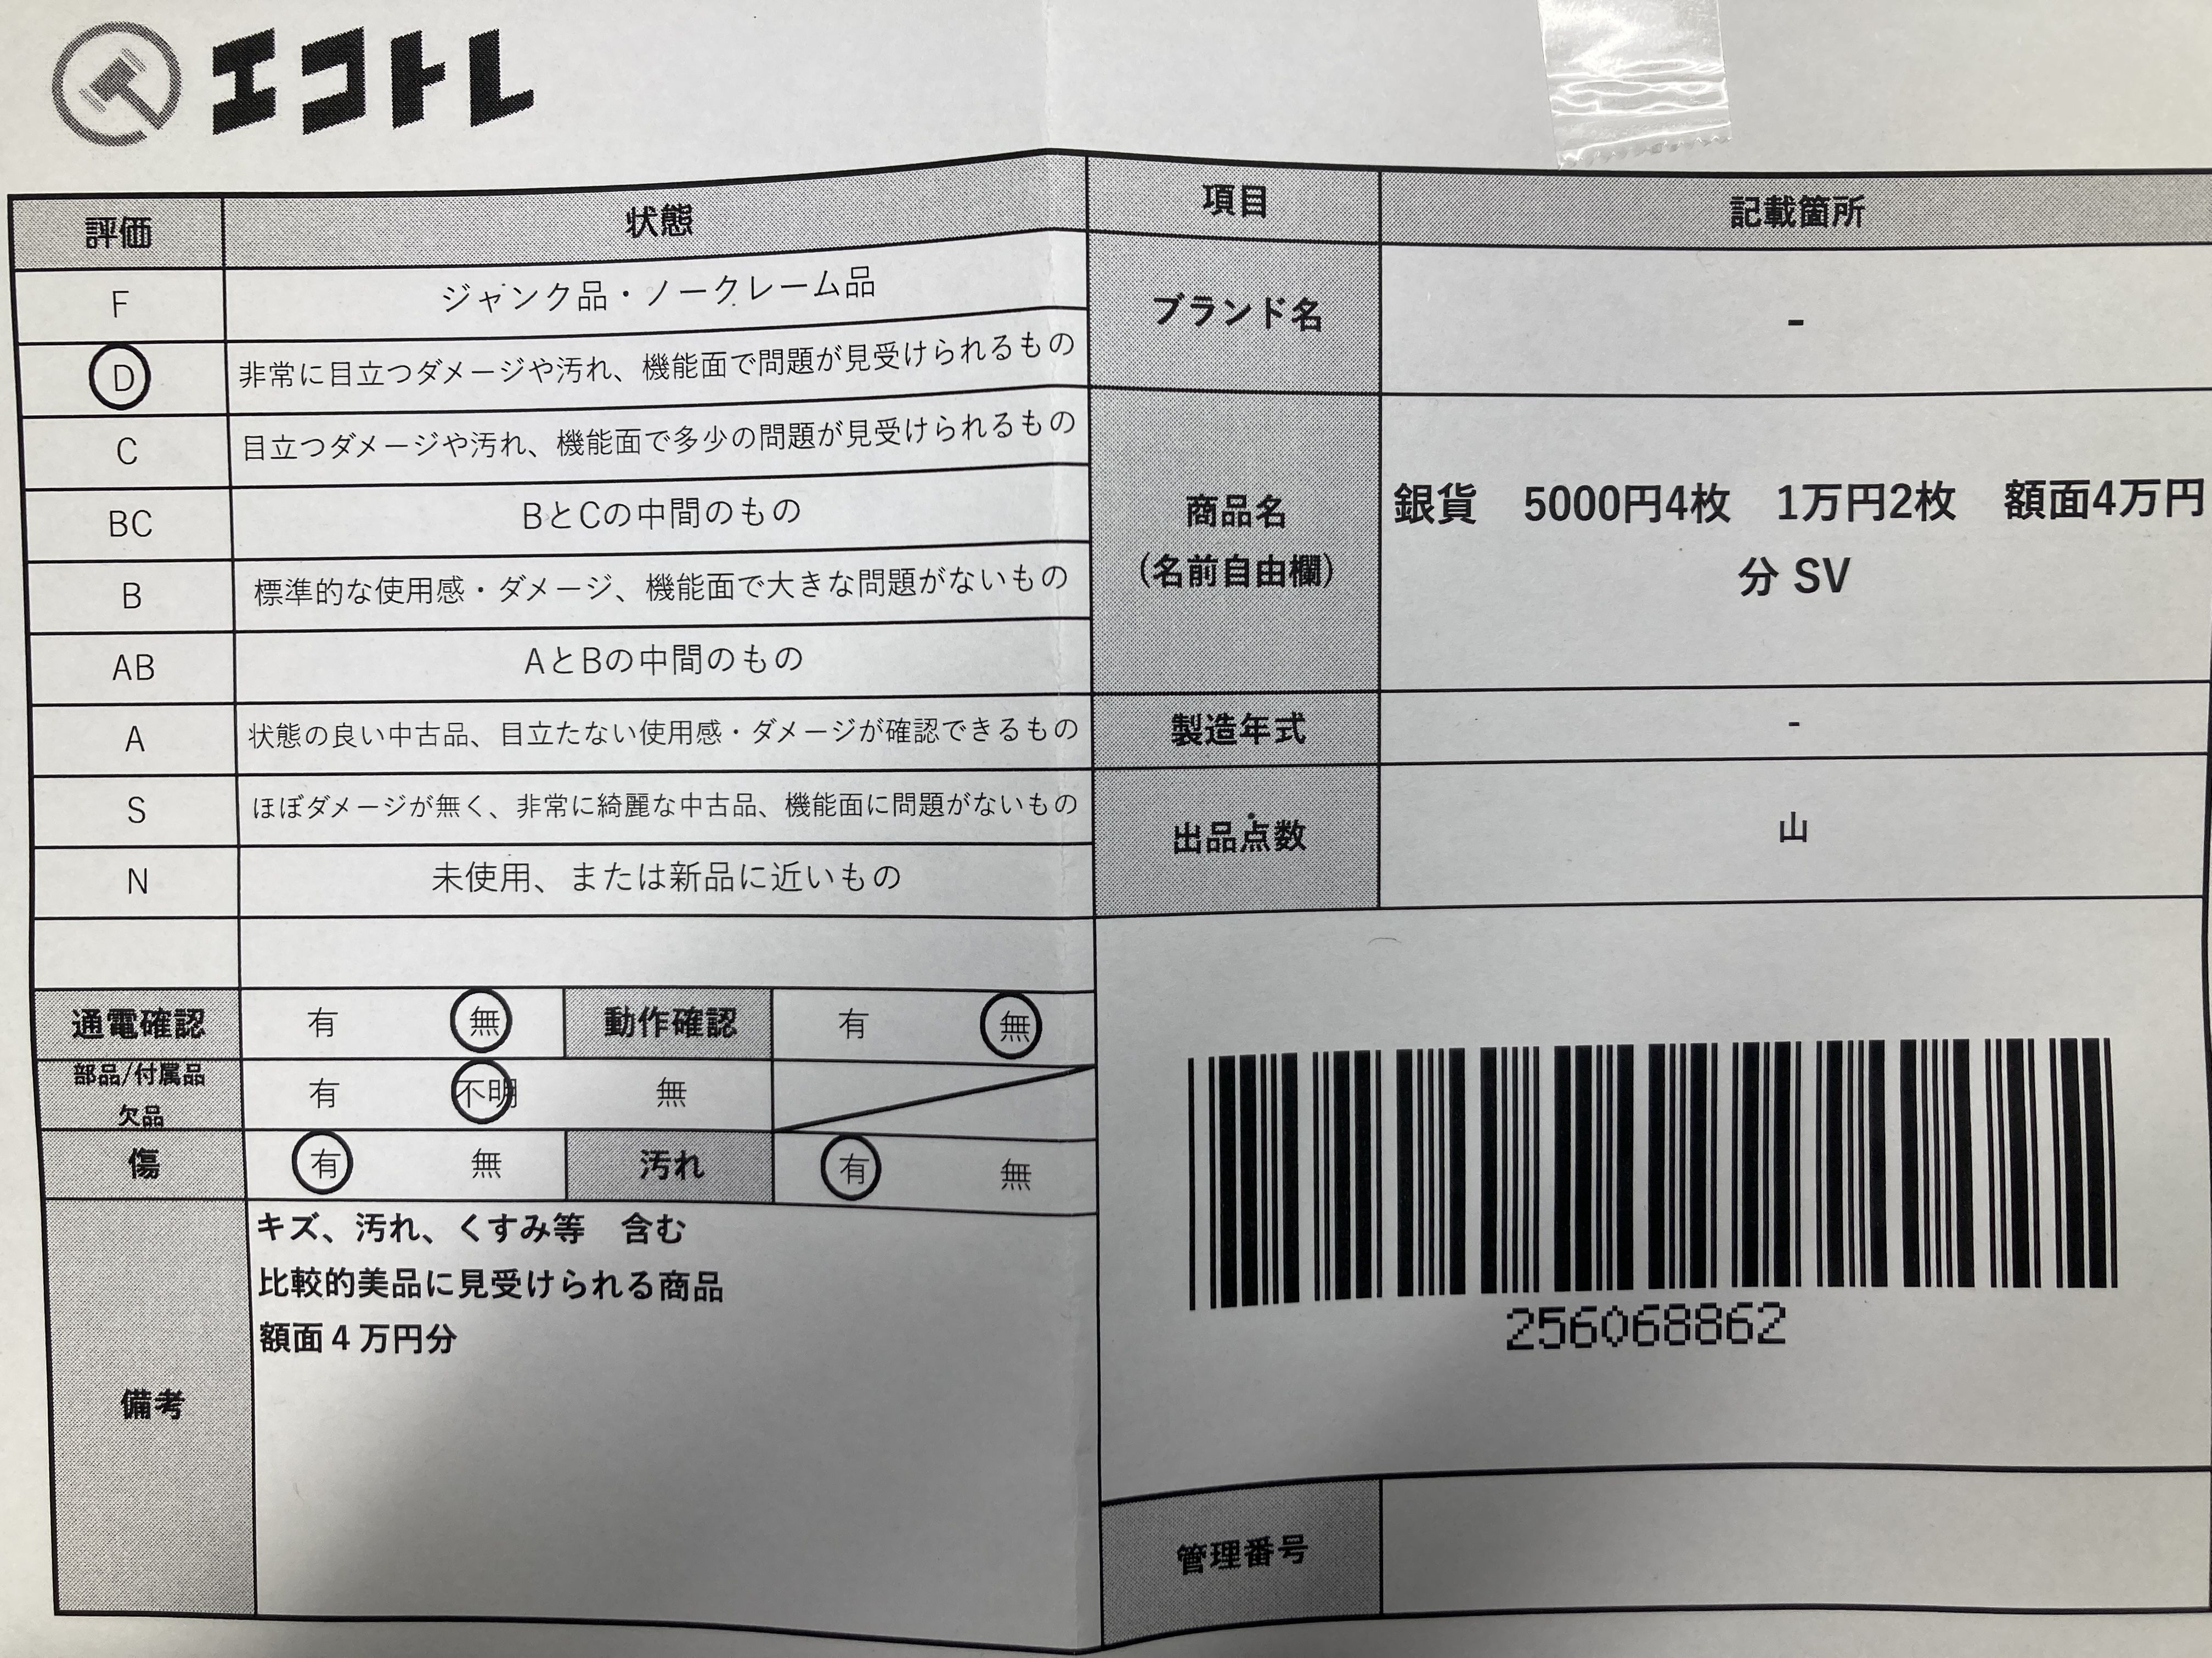 エコトレ
評価 状態
F ジャンク品・ノークレーム品
D 非常に目立つダメージや汚れ、機能面で問題が見受けられるもの
C 目立つダメージや汚れ、機能面で多少の問題が見受けられるもの
BC BとCの中間のもの
B 標準的な使用感・ダメージ、機能面で大きな問題がないもの
AB AとBの中間のもの
A 状態の良い中古品、目立たない使用感・ダメージが確認できるもの
S ほぼダメージが無く、非常に綺麗な中古品、機能面に問題がないもの
N 未使用、または新品に近いもの
通電確認 有 無 動作確認 有 無
部品/付属品
欠品
有 不明 無
傷 有 無 汚れ 有 無
備考
キズ、汚れ、くすみ等 含む
比較的美品に見受けられる商品
額面4万円分
項目 記載箇所
ブランド名 -
商品名
(名前自由欄)
銀貨 5000円4枚 1万円2枚 額面4万円
分 SV
製造年式 -
出品点数 山
256068862
管理番号